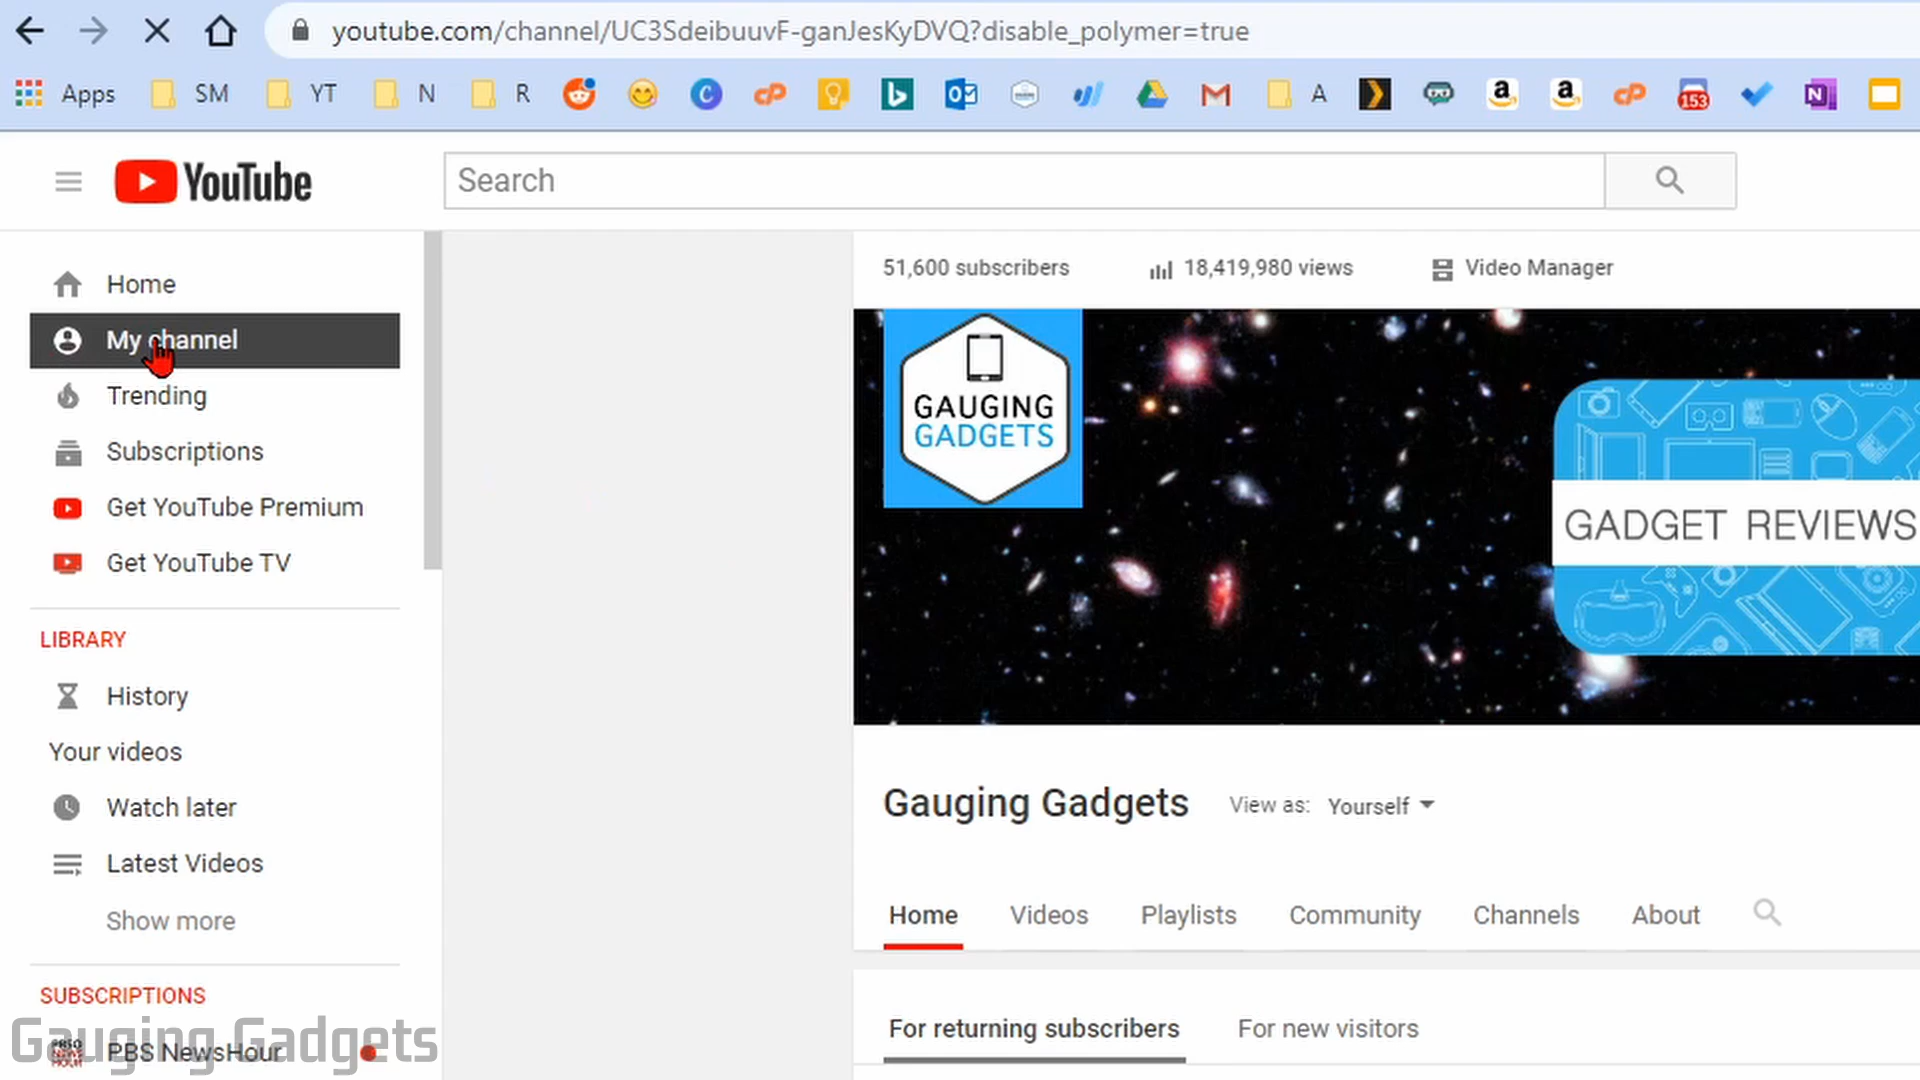 youtube.com/channel/UC3SdeibuuvF-ganJesKyDVQ?disable_polymer=true
Apps SM YT N R A 153
YouTube
Search
51,600 subscribers 18,419,980 views Video Manager
Home
My channel
Trending
Subscriptions
Get YouTube Premium
Get YouTube TV
LIBRARY
History
Your videos
Watch later
Latest Videos
Show more
SUBSCRIPTIONS
PBS NewsHour
Gauging Gadgets
GAUGING
GADGETS
GADGET REVIEWS
Gauging Gadgets View as: Yourself
Home Videos Playlists Community Channels About
For returning subscribers For new visitors